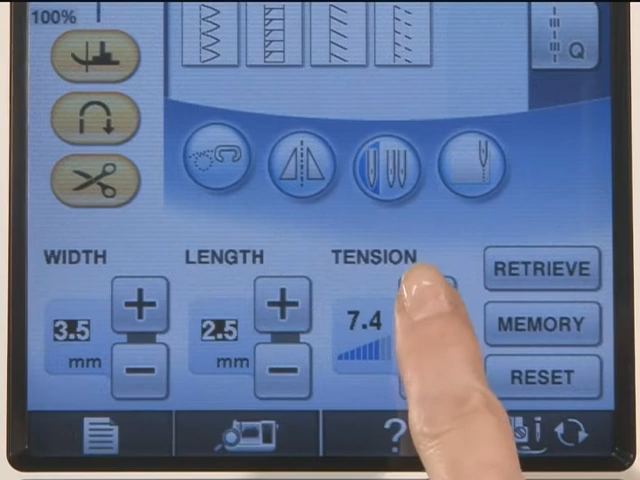 100%
Q
WIDTH LENGTH TENSION
RETRIEVE
3.5 2.5 7.4
MEMORY
mm mm
RESET
?